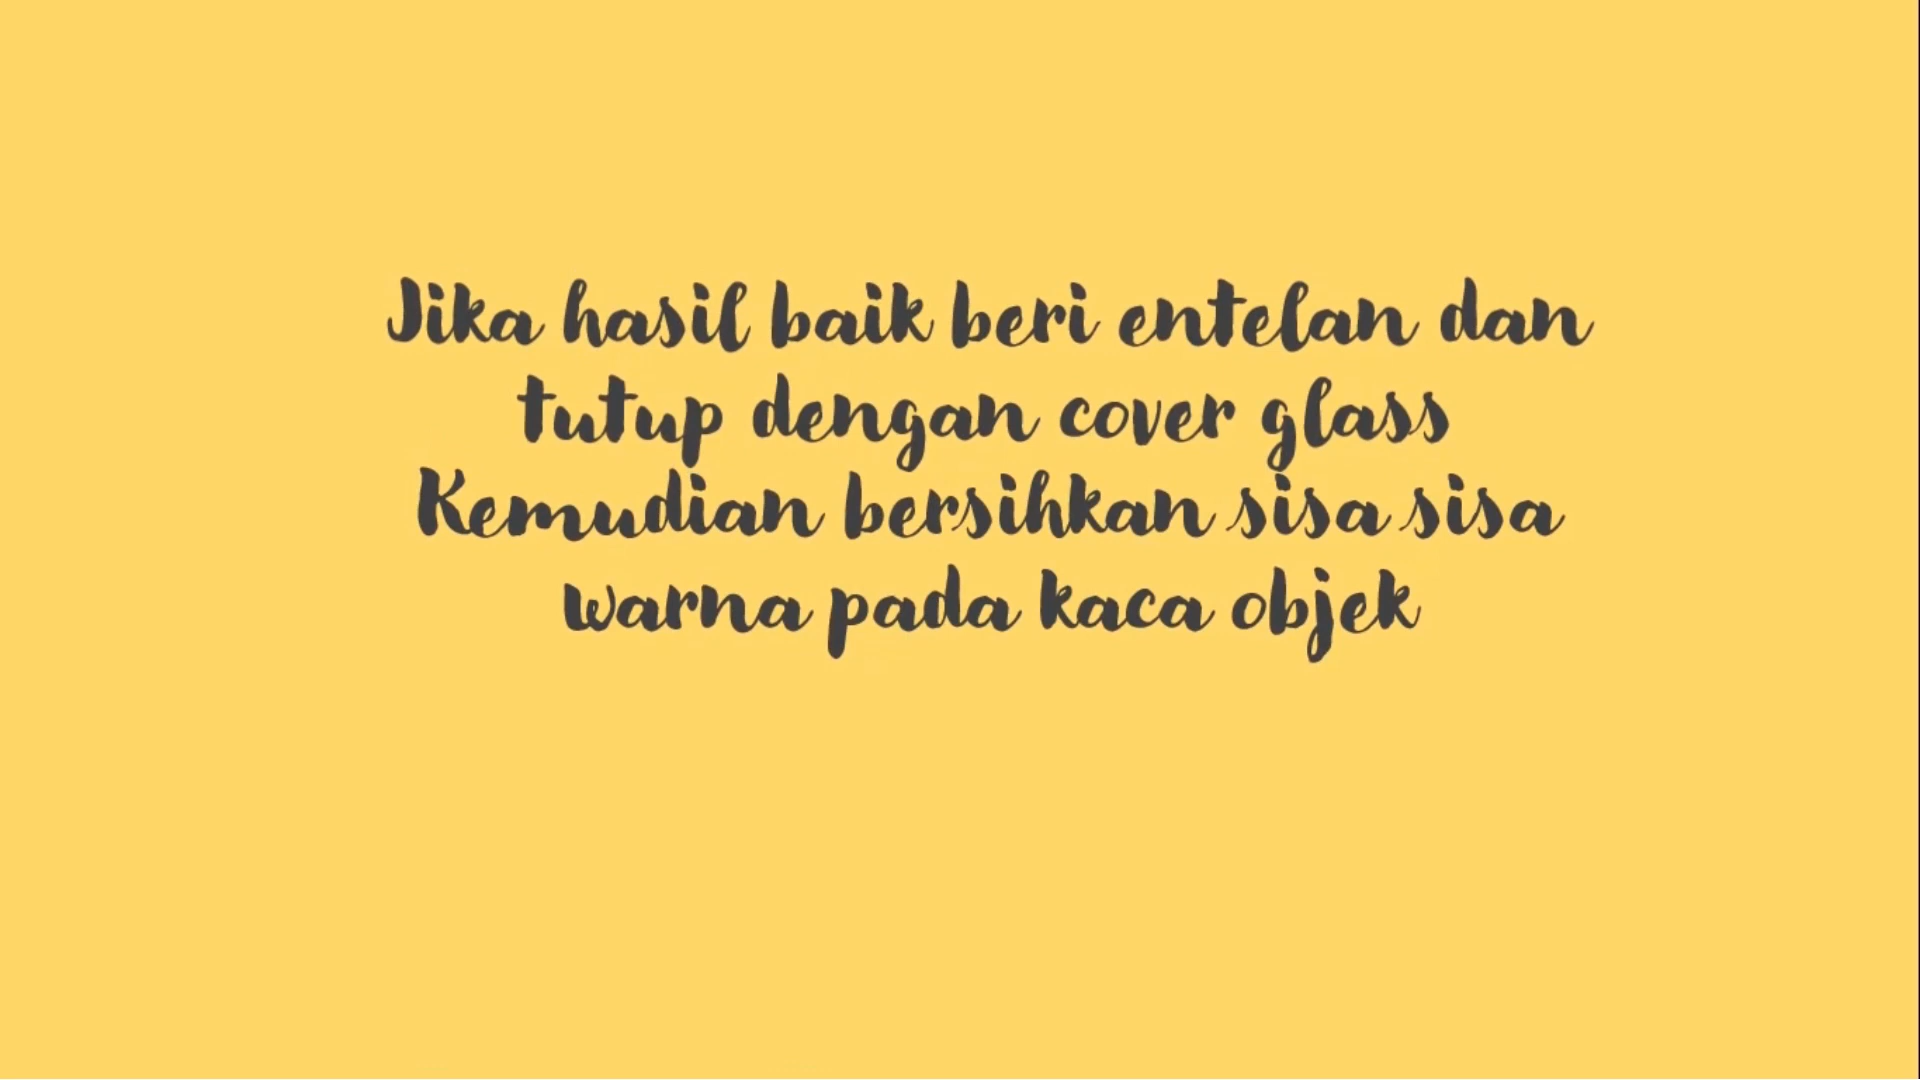 Jika hasil baik beri entelan dan
tutup dengan cover glass
Kemudian bersihkan sisa sisa
warna pada kaca objek